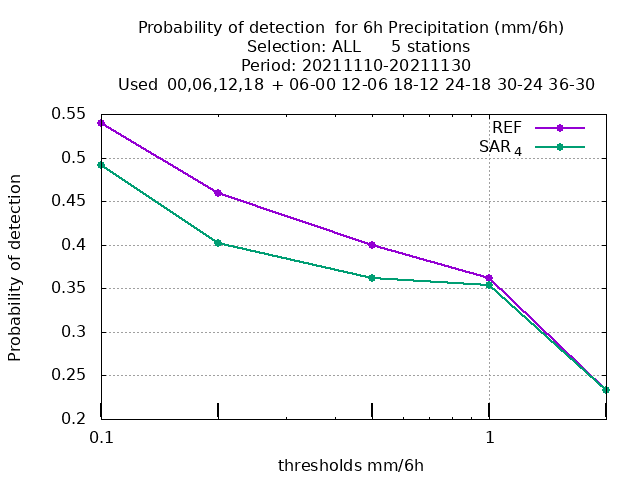 Probability of detection  for 6h Precipitation (mm/6h)
Selection: ALL      5 stations
Period: 20211110-20211130
Used  00,06,12,18  + 06-00 12-06 18-12 24-18 30-24 36-30
REF
SAR4
0.55
0.5
0.45
0.4
0.35
0.3
0.25
0.2
Probability of detection
0.1 1
thresholds mm/6h